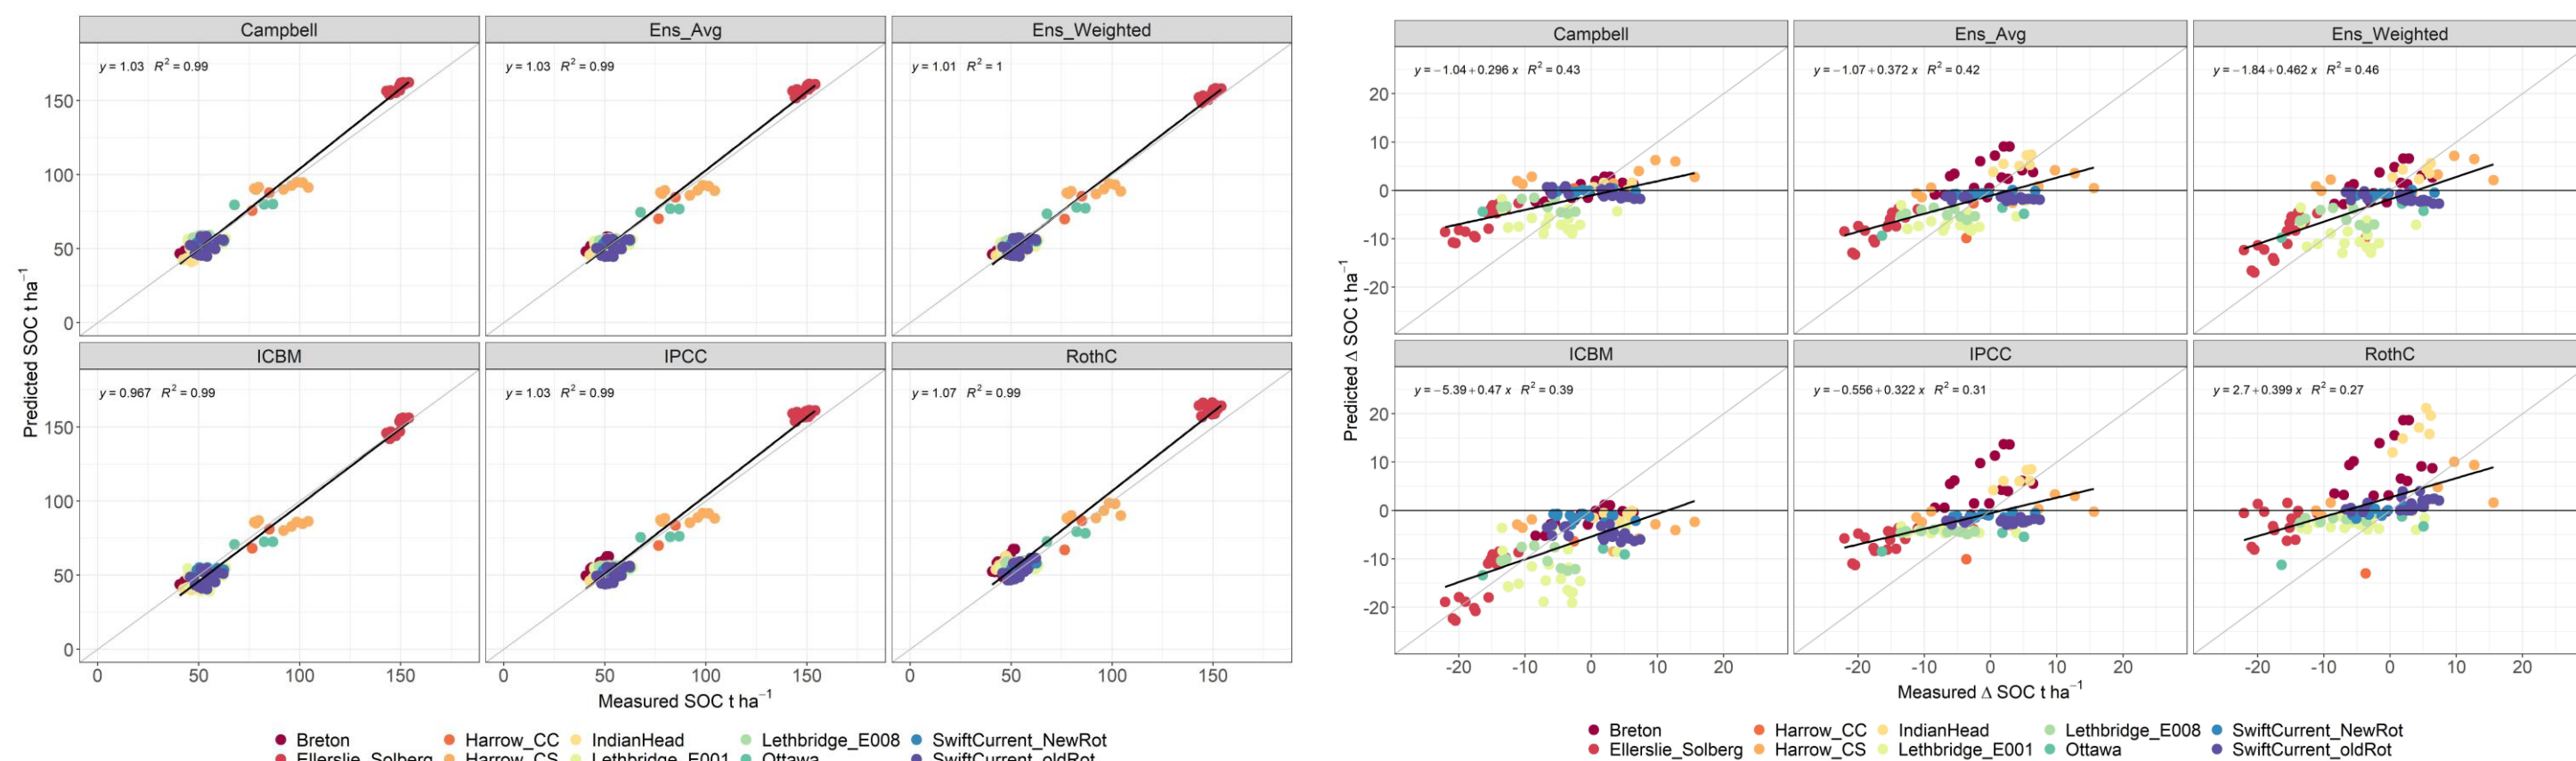 Campbell
Ens_Avg
Ens_Weighted
y = 1.03 R² = 0.99
y = 1.03 R² = 0.99
y = 1.01 R² = 1
150
100
50
0
ICBM
IPCC
RothC
y = 0.967 R² = 0.99
y = 1.03 R² = 0.99
y = 1.07 R² = 0.99
150
100
50
0
Predicted SOC t ha⁻¹
0 50 100 150
0 50 100 150
0 50 100 150
Measured SOC t ha⁻¹
Breton Harrow_CC IndianHead Lethbridge_E008 SwiftCurrent_NewRot
Ellerslie_Solberg Harrow_CS Lethbridge_E001 Ottawa SwiftCurrent_oldRot
Campbell
Ens_Avg
Ens_Weighted
y = −1.04 + 0.296 x R² = 0.43
y = −1.07 + 0.372 x R² = 0.42
y = −1.84 + 0.462 x R² = 0.46
20
10
0
-10
-20
ICBM
IPCC
RothC
y = −5.39 + 0.47 x R² = 0.39
y = −0.556 + 0.322 x R² = 0.31
y = 2.7 + 0.399 x R² = 0.27
20
10
0
-10
-20
Predicted Δ SOC t ha⁻¹
-20 -10 0 10 20
-20 -10 0 10 20
-20 -10 0 10 20
Measured Δ SOC t ha⁻¹
Breton Harrow_CC IndianHead Lethbridge_E008 SwiftCurrent_NewRot
Ellerslie_Solberg Harrow_CS Lethbridge_E001 Ottawa SwiftCurrent_oldRot